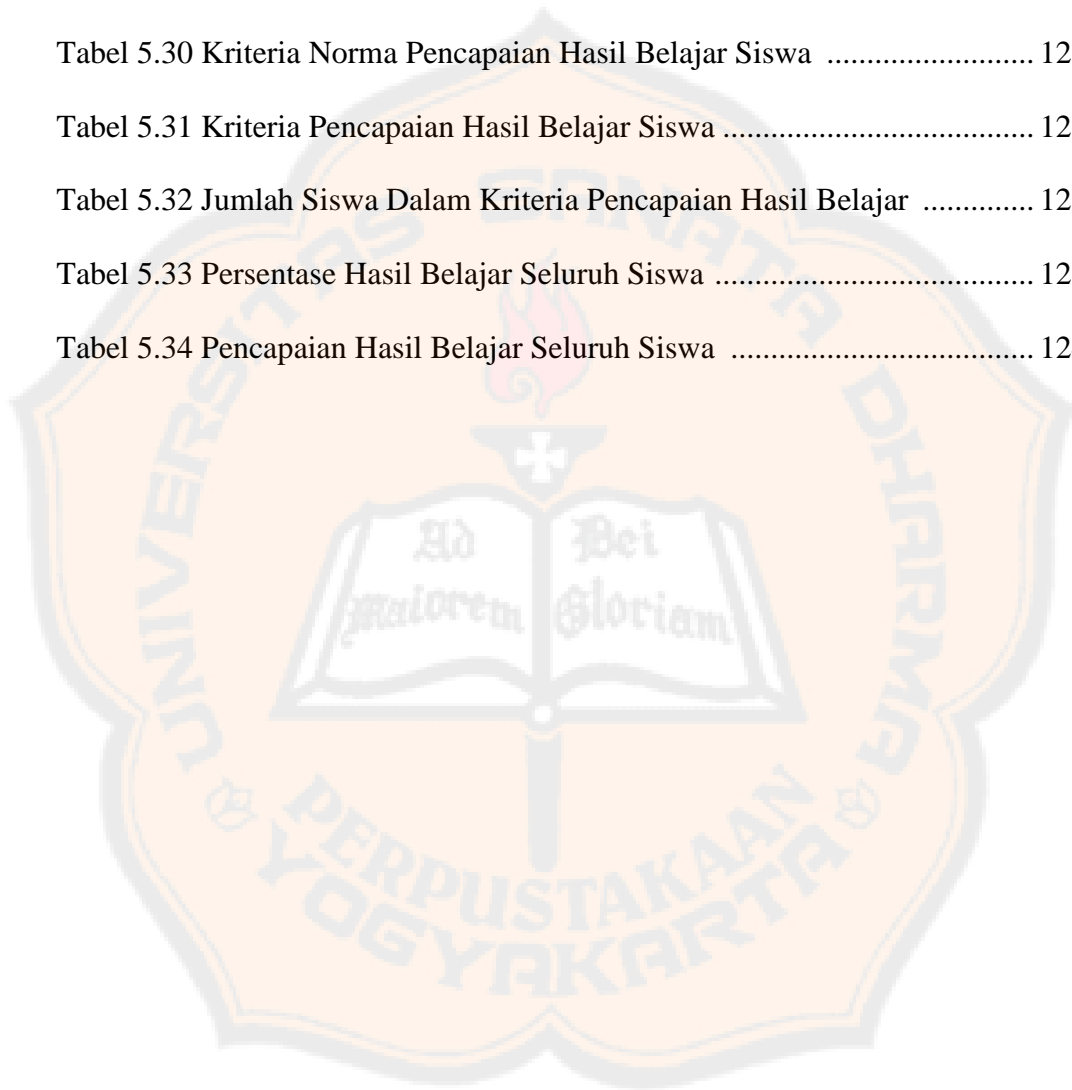 Tabel 5.30 Kriteria Norma Pencapaian Hasil Belajar Siswa ......................... 12
Tabel 5.31 Kriteria Pencapaian Hasil Belajar Siswa ...................................... 12
Tabel 5.32 Jumlah Siswa Dalam Kriteria Pencapaian Hasil Belajar .............. 12
Tabel 5.33 Persentase Hasil Belajar Seluruh Siswa ....................................... 12
Tabel 5.34 Pencapaian Hasil Belajar Seluruh Siswa ..................................... 12
UNIVERSITAS SANATA DHARMA
Ad Dei
Maiorem Gloriam
PERPUSTAKAAN
YOGYAKARTA